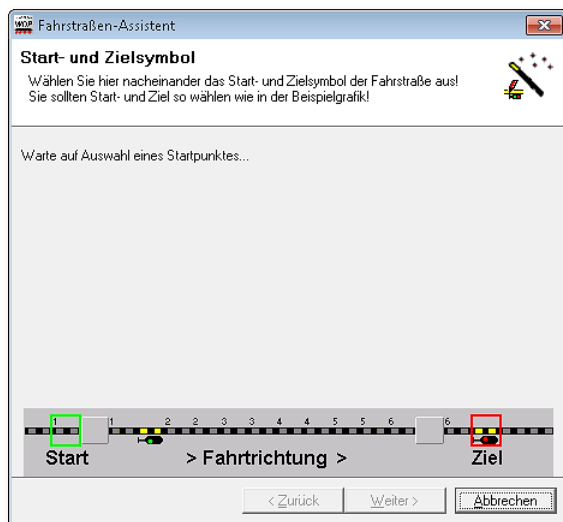 WDP Fahrstraßen-Assistent
Start- und Zielsymbol
Wählen Sie hier nacheinander das Start- und Zielsymbol der Fahrstraße aus!
Sie sollten Start- und Ziel so wählen wie in der Beispielgrafik!
Warte auf Auswahl eines Startpunktes...
1 1 2 2 3 3 4 4 5 5 6 6
Start > Fahrtrichtung > Ziel
< Zurück Weiter > Abbrechen